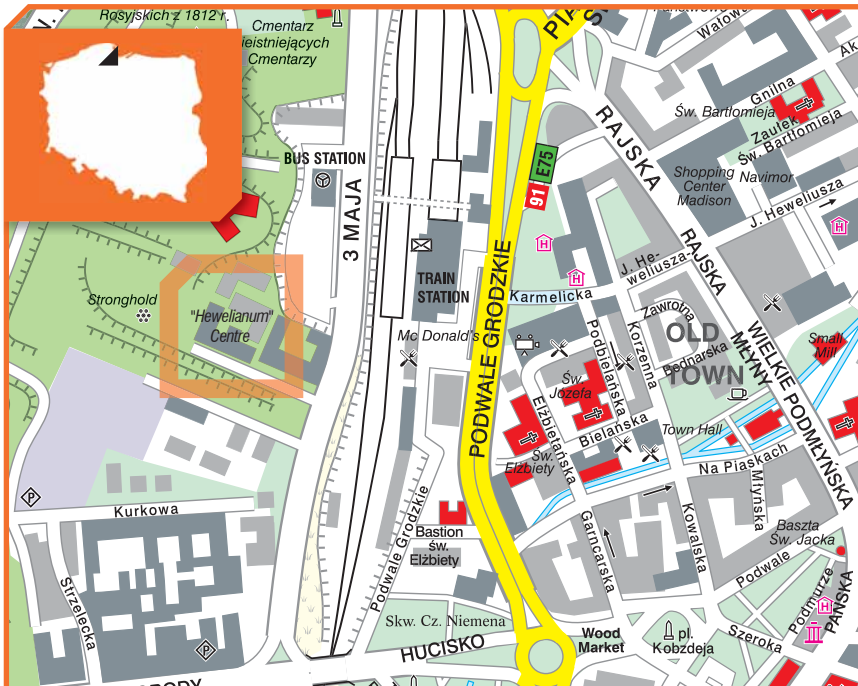 Rosyjskich z 1812 r.
Cmentarz
Nieistniejących
Cmentarzy
BUS STATION
3 MAJA
TRAIN
STATION
Mc Donald's
Stronghold
"Hewelianum"
Centre
Kurkowa
Strzelecka
P
P
Podwale Grodzkie
Bastion
św.
Elżbiety
Skw. Cz. Niemena
HUCISKO
PODWALE GRODZKIE
91
E75
RAJSKA
RAJSKA
Wałowa
Gnilna
Św. Bartłomieja
Zaułek
Św. Bartłomieja
Shopping
Center
Madison
Navimor
J. Heweliusza
J. He-
weliusza
H
H
H
Karmelicka
Zawrotna
OLD
TOWN
Bednarska
Podbielańska
Korzenna
MŁYNY
WIELKIE PODMŁYŃSKA
Small
Mill
Św.
Józefa
Elżbietańska
Bielańska
Town Hall
Św.
Elżbiety
Na Piaskach
Młyńska
Garncarska
Kowalska
Baszta
Św. Jacka
Podwale
Podmurze
PAŃSKA
Szeroka
Wood
Market
pl.
Kobzdeja